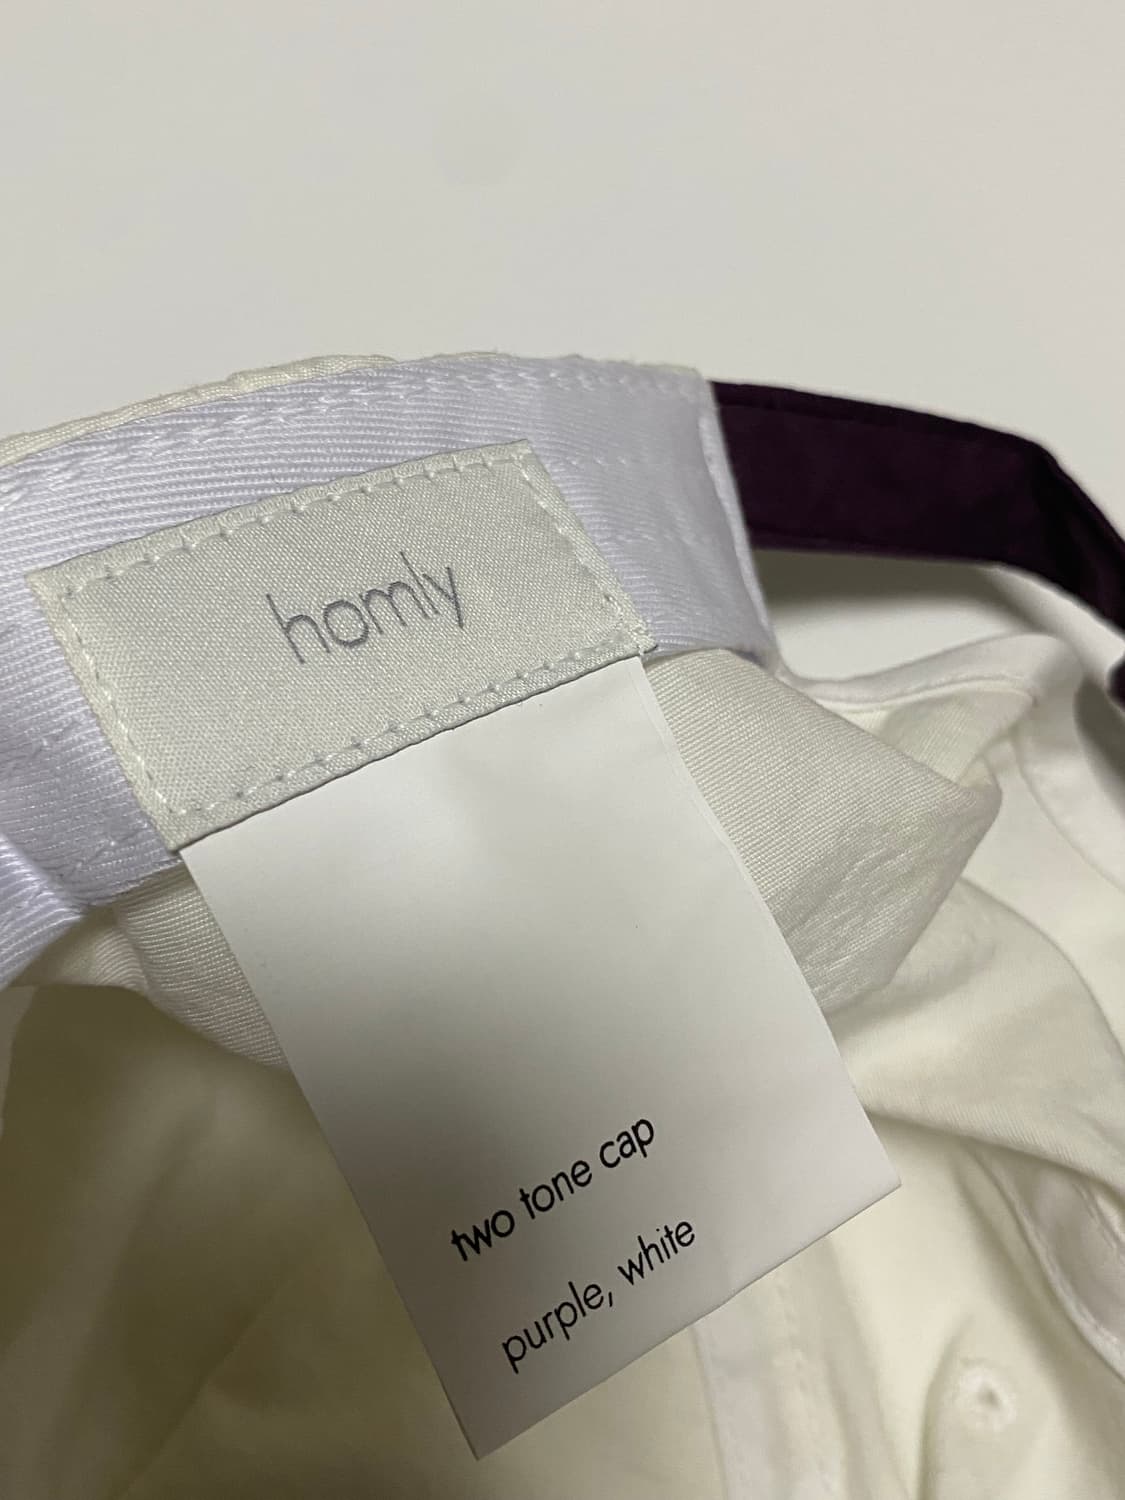 homly
two tone cap
purple, white